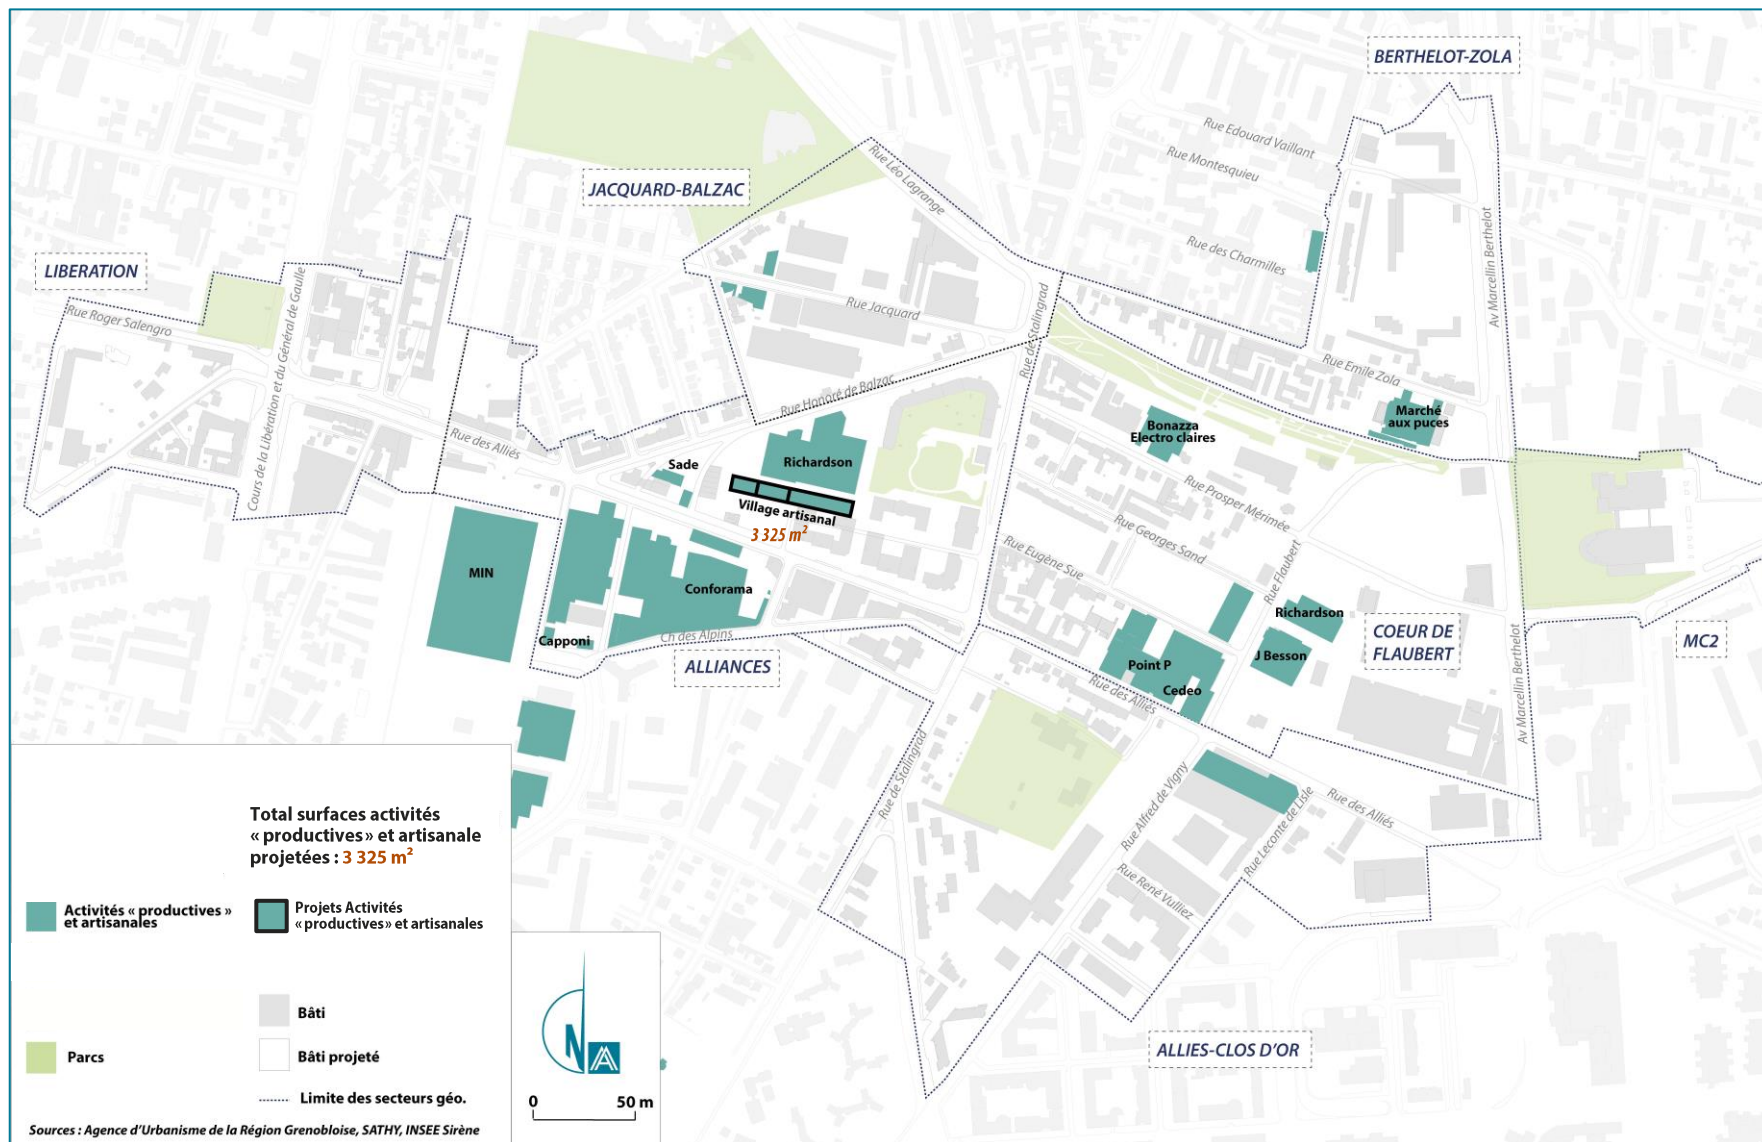 BERTHELOT-ZOLA
Rue Edouard Vaillant
Rue Montesquieu
Rue Léo Lagrange
JACQUARD-BALZAC
Av Marcellin Berthelot
Rue des Charmilles
LIBERATION
Cours de la Libération et du Général de Gaulle
Rue Roger Salengro
Rue Jacquard
Rue de Stalingrad
Rue Emile Zola
Rue Honoré de Balzac
Marché
aux puces
Bonazza
Electro claires
Rue des Alliés
Sade
Richardson
Rue Prosper Mérimée
Village artisanal
3 325 m²
Rue Georges Sand
Rue Eugène Sue
Rue Flaubert
MIN
Conforama
Richardson
COEUR DE
FLAUBERT
MC2
Capponi
Ch des Alpins
ALLIANCES
J Besson
Point P
Cedeo
Rue des Alliés
Av Marcellin Berthelot
Rue de Stalingrad
Rue Alfred de Vigny
Rue Leconte de Lisle
Rue des Alliés
Rue René Vulliez
ALLIES-CLOS D'OR
Total surfaces activités
« productives » et artisanale
projetées : 3 325 m²
Activités « productives »
et artisanales
Projets Activités
« productives » et artisanales
Bâti
Parcs
Bâti projeté
Limite des secteurs géo.
N
0 50 m
Sources : Agence d'Urbanisme de la Région Grenobloise, SATHY, INSEE Sirène